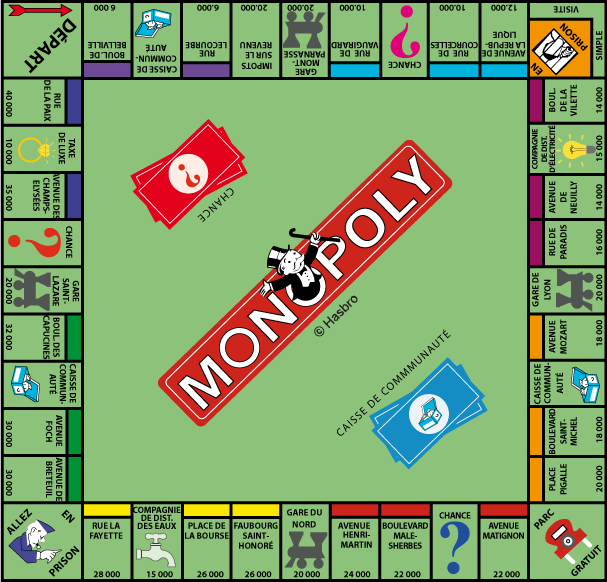 DÉPART
6.000
BOUL. DE
BELLEVILLE
CAISSE DE
COMMUN-
AUTÉ
6.000
RUE
LECOURBE
20.000
IMPOTS
SUR LE
REVENU
20.000
GARE
MONT-
PARNASSE
10.000
RUE DE
VAUGIRARD
CHANCE
10.000
RUE DE
COURCELLES
12.000
AVENUE DE
LA REPUB-
LIQUE
VISITE
SIMPLE
EN
PRISON
BOUL.
DE LA
VILETTE
14 000
COMPAGNIE
DE DIST.
D'ÉLECTRICITÉ
15 000
AVENUE
DE
NEUILLY
14 000
RUE DE
PARADIS
16 000
GARE DE
LYON
20 000
AVENUE
MOZART
18 000
CAISSE DE
COMMUN-
AUTÉ
BOULEVARD
SAINT-
MICHEL
18 000
PLACE
PIGALLE
20 000
PARC
GRATUIT
AVENUE
MATIGNON
22 000
CHANCE
BOULEVARD
MALE-
SHERBES
22 000
AVENUE
HENRI-
MARTIN
24 000
GARE DU
NORD
20 000
FAUBOURG
SAINT-
HONORÉ
26 000
PLACE DE
LA BOURSE
26 000
COMPAGNIE
DE DIST.
DES EAUX
15 000
RUE LA
FAYETTE
28 000
ALLEZ
EN
PRISON
AVENUE DE
BRETEUIL
30 000
AVENUE
FOCH
30 000
CAISSE DE
COMMUN-
AUTÉ
BOUL. DES
CAPUCINES
32 000
GARE
SAINT-
LAZARE
20 000
CHANCE
AVENUE DES
CHAMPS-
ELYSÉES
35 000
TAXE
DE LUXE
10 000
RUE
DE LA PAIX
40 000
CHANCE
MONOPOLY
© Hasbro
CAISSE DE COMMUNAUTÉ